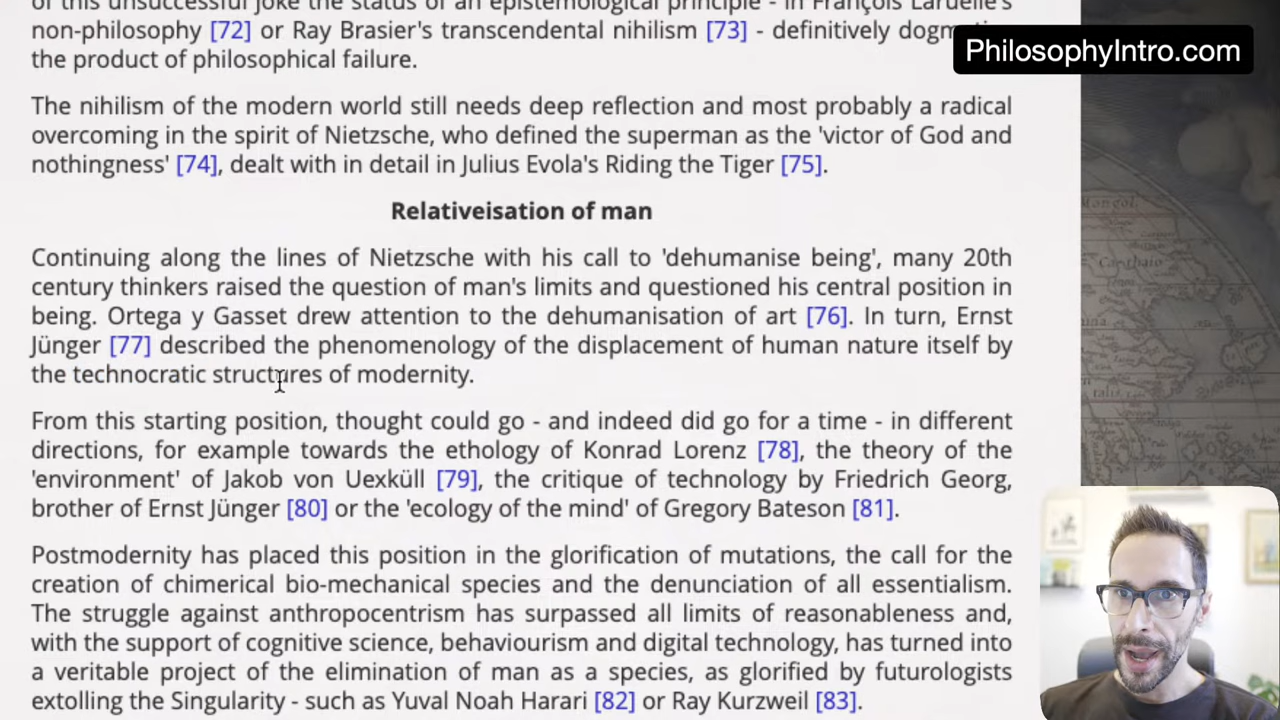 of this unsuccessful joke the status of an epistemological principle - in François Laruelle's
non-philosophy [72] or Ray Brasier's transcendental nihilism [73] - definitively
PhilosophyIntro.com
the product of philosophical failure.
The nihilism of the modern world still needs deep reflection and most probably a radical
overcoming in the spirit of Nietzsche, who defined the superman as the 'victor of God and
nothingness' [74], dealt with in detail in Julius Evola's Riding the Tiger [75].
Relativeisation of man
Continuing along the lines of Nietzsche with his call to 'dehumanise being', many 20th
century thinkers raised the question of man's limits and questioned his central position in
being. Ortega y Gasset drew attention to the dehumanisation of art [76]. In turn, Ernst
Jünger [77] described the phenomenology of the displacement of human nature itself by
the technocratic structures of modernity.
From this starting position, thought could go - and indeed did go for a time - in different
directions, for example towards the ethology of Konrad Lorenz [78], the theory of the
'environment' of Jakob von Uexküll [79], the critique of technology by Friedrich Georg,
brother of Ernst Jünger [80] or the 'ecology of the mind' of Gregory Bateson [81].
Postmodernity has placed this position in the glorification of mutations, the call for the
creation of chimerical bio-mechanical species and the denunciation of all essentialism.
The struggle against anthropocentrism has surpassed all limits of reasonableness and,
with the support of cognitive science, behaviourism and digital technology, has turned into
a veritable project of the elimination of man as a species, as glorified by futurologists
extolling the Singularity - such as Yuval Noah Harari [82] or Ray Kurzweil [83].